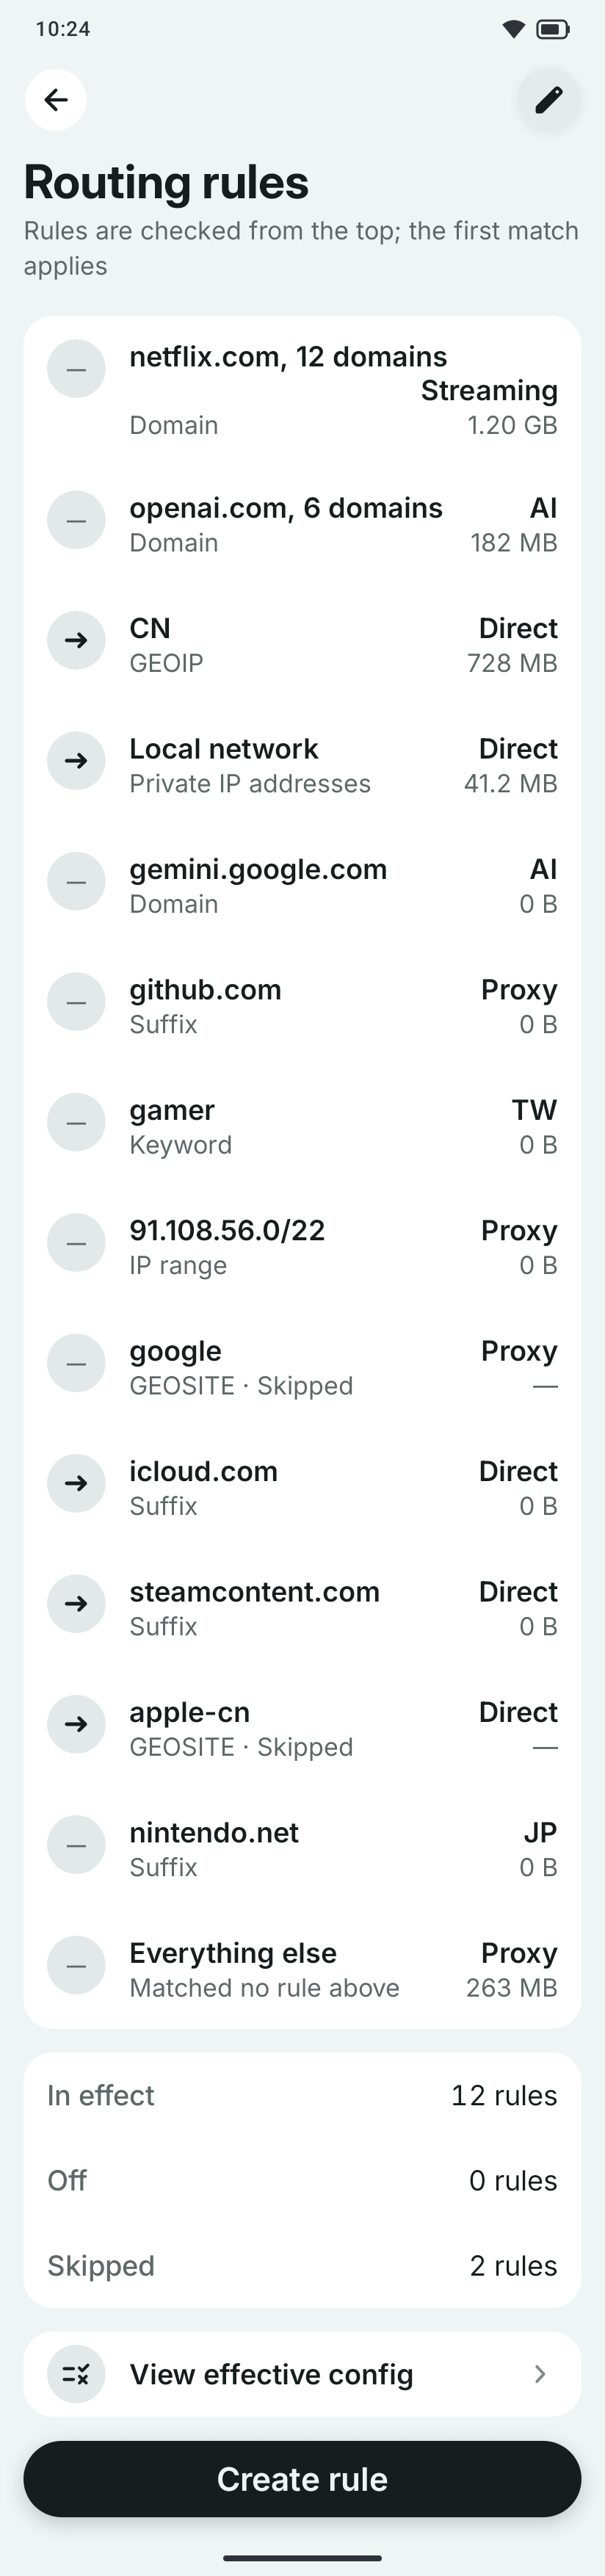 10:24
Routing rules
Rules are checked from the top; the first match
applies
netflix.com, 12 domains
Streaming
Domain 1.20 GB
— openai.com, 6 domains AI
Domain 182 MB
CN Direct
GEOIP 728 MB
Local network Direct
Private IP addresses 41.2 MB
— gemini.google.com AI
Domain 0 B
— github.com Proxy
Suffix 0 B
— gamer TW
Keyword 0 B
— 91.108.56.0/22 Proxy
IP range 0 B
— google Proxy
GEOSITE · Skipped —
icloud.com Direct
Suffix 0 B
steamcontent.com Direct
Suffix 0 B
apple-cn Direct
GEOSITE · Skipped —
— nintendo.net JP
Suffix 0 B
— Everything else Proxy
Matched no rule above 263 MB
In effect 12 rules
Off 0 rules
Skipped 2 rules
View effective config
Create rule